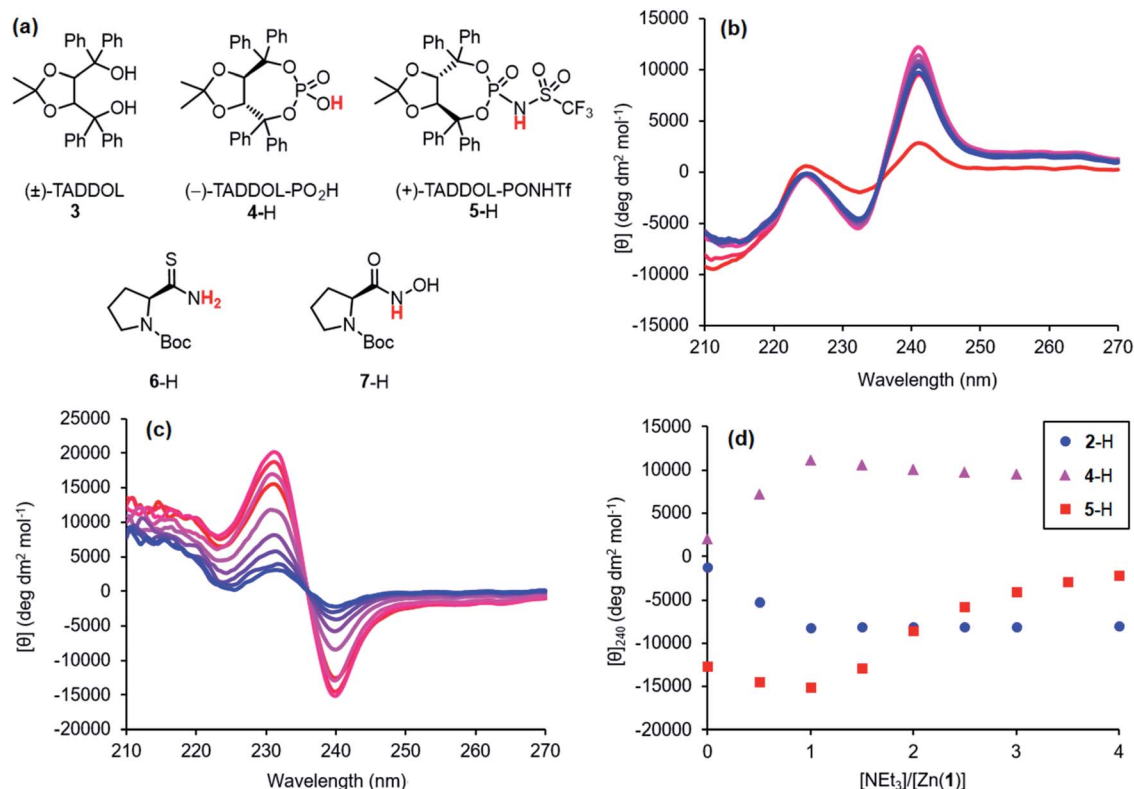 (a)
Ph Ph
O OH
O OH
Ph Ph
(±)-TADDOL
3
Ph Ph
O O O
P
O O OH
Ph Ph
(–)-TADDOL-PO₂H
4-H
Ph Ph
O O O O O
P S
O O N CF₃
H
Ph Ph
(+)-TADDOL-PONHTf
5-H
S
NH₂
N
Boc
6-H
O
N OH
H
N
Boc
7-H
(b)
[θ] (deg dm² mol⁻¹)
15000
10000
5000
0
-5000
-10000
-15000
210 220 230 240 250 260 270
Wavelength (nm)
(c)
[θ] (deg dm² mol⁻¹)
25000
20000
15000
10000
5000
0
-5000
-10000
-15000
-20000
210 220 230 240 250 260 270
Wavelength (nm)
(d)
[θ]₂₄₀ (deg dm² mol⁻¹)
15000
10000
5000
0
-5000
-10000
-15000
-20000
0 1 2 3 4
[NEt₃]/[Zn(1)]
2-H
4-H
5-H